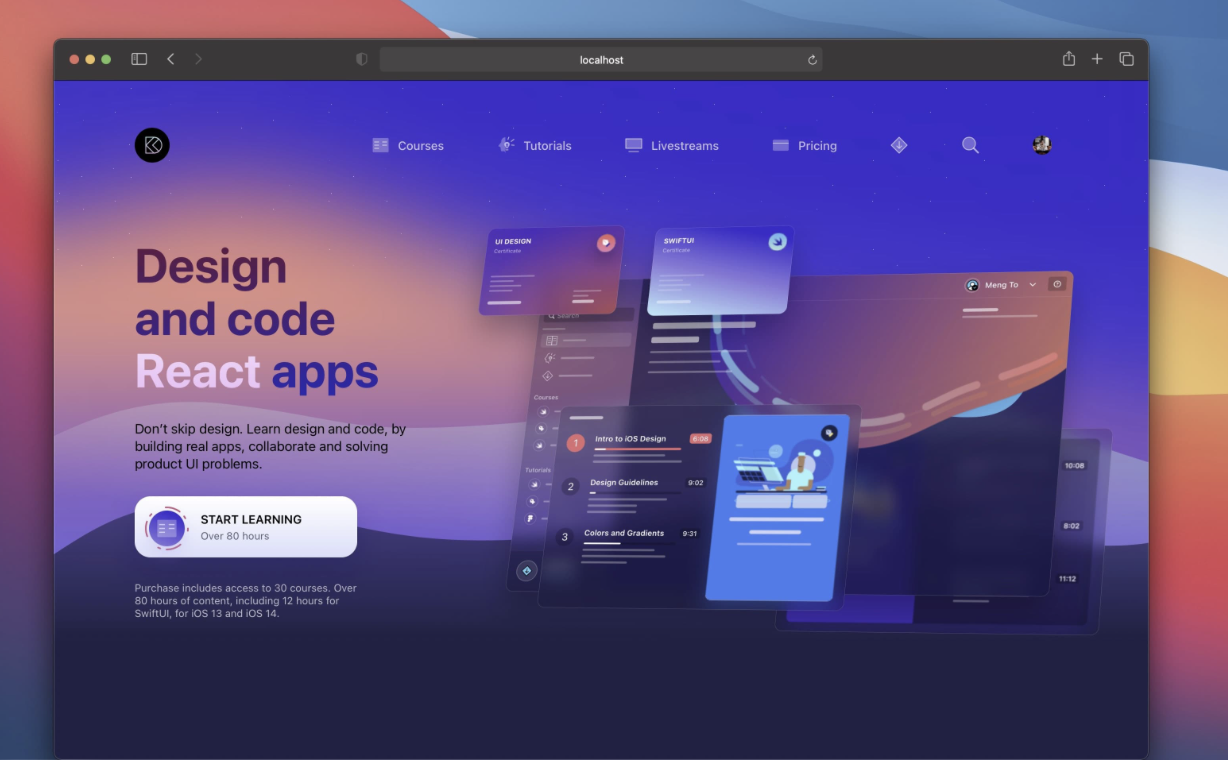 localhost
Courses
Tutorials
Livestreams
Pricing
Design
and code
React apps
Don't skip design. Learn design and code, by
building real apps, collaborate and solving
product UI problems.
START LEARNING
Over 80 hours
Purchase includes access to 30 courses. Over
80 hours of content, including 12 hours for
SwiftUI, for iOS 13 and iOS 14.
UI DESIGN
Certificate
SWIFTUI
Certificate
Meng To
Search
Courses
Tutorials
1 Intro to iOS Design 6:08
2 Design Guidelines 9:02
3 Colors and Gradients 9:31
10:08
8:02
11:12